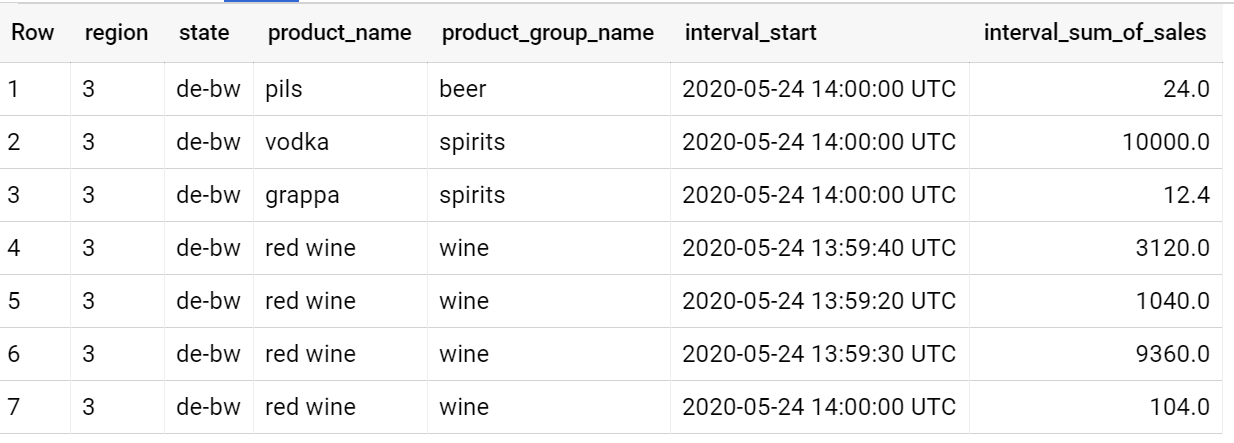 Row region state product_name product_group_name interval_start interval_sum_of_sales
1 3 de-bw pils beer 2020-05-24 14:00:00 UTC 24.0
2 3 de-bw vodka spirits 2020-05-24 14:00:00 UTC 10000.0
3 3 de-bw grappa spirits 2020-05-24 14:00:00 UTC 12.4
4 3 de-bw red wine wine 2020-05-24 13:59:40 UTC 3120.0
5 3 de-bw red wine wine 2020-05-24 13:59:20 UTC 1040.0
6 3 de-bw red wine wine 2020-05-24 13:59:30 UTC 9360.0
7 3 de-bw red wine wine 2020-05-24 14:00:00 UTC 104.0